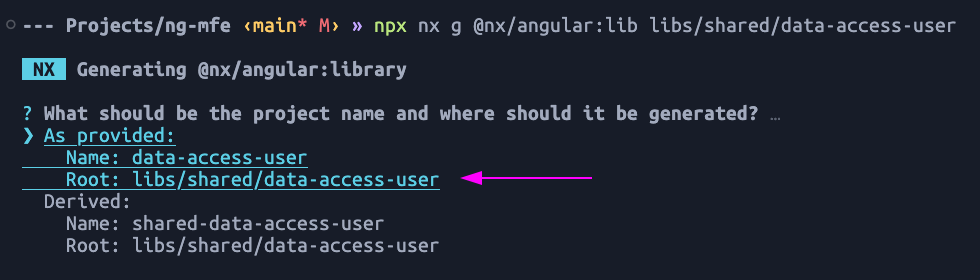 --- Projects/ng-mfe ‹main* M› » npx nx g @nx/angular:lib libs/shared/data-access-user
NX Generating @nx/angular:library
? What should be the project name and where should it be generated? …
❯ As provided:
Name: data-access-user
Root: libs/shared/data-access-user
Derived:
Name: shared-data-access-user
Root: libs/shared/data-access-user